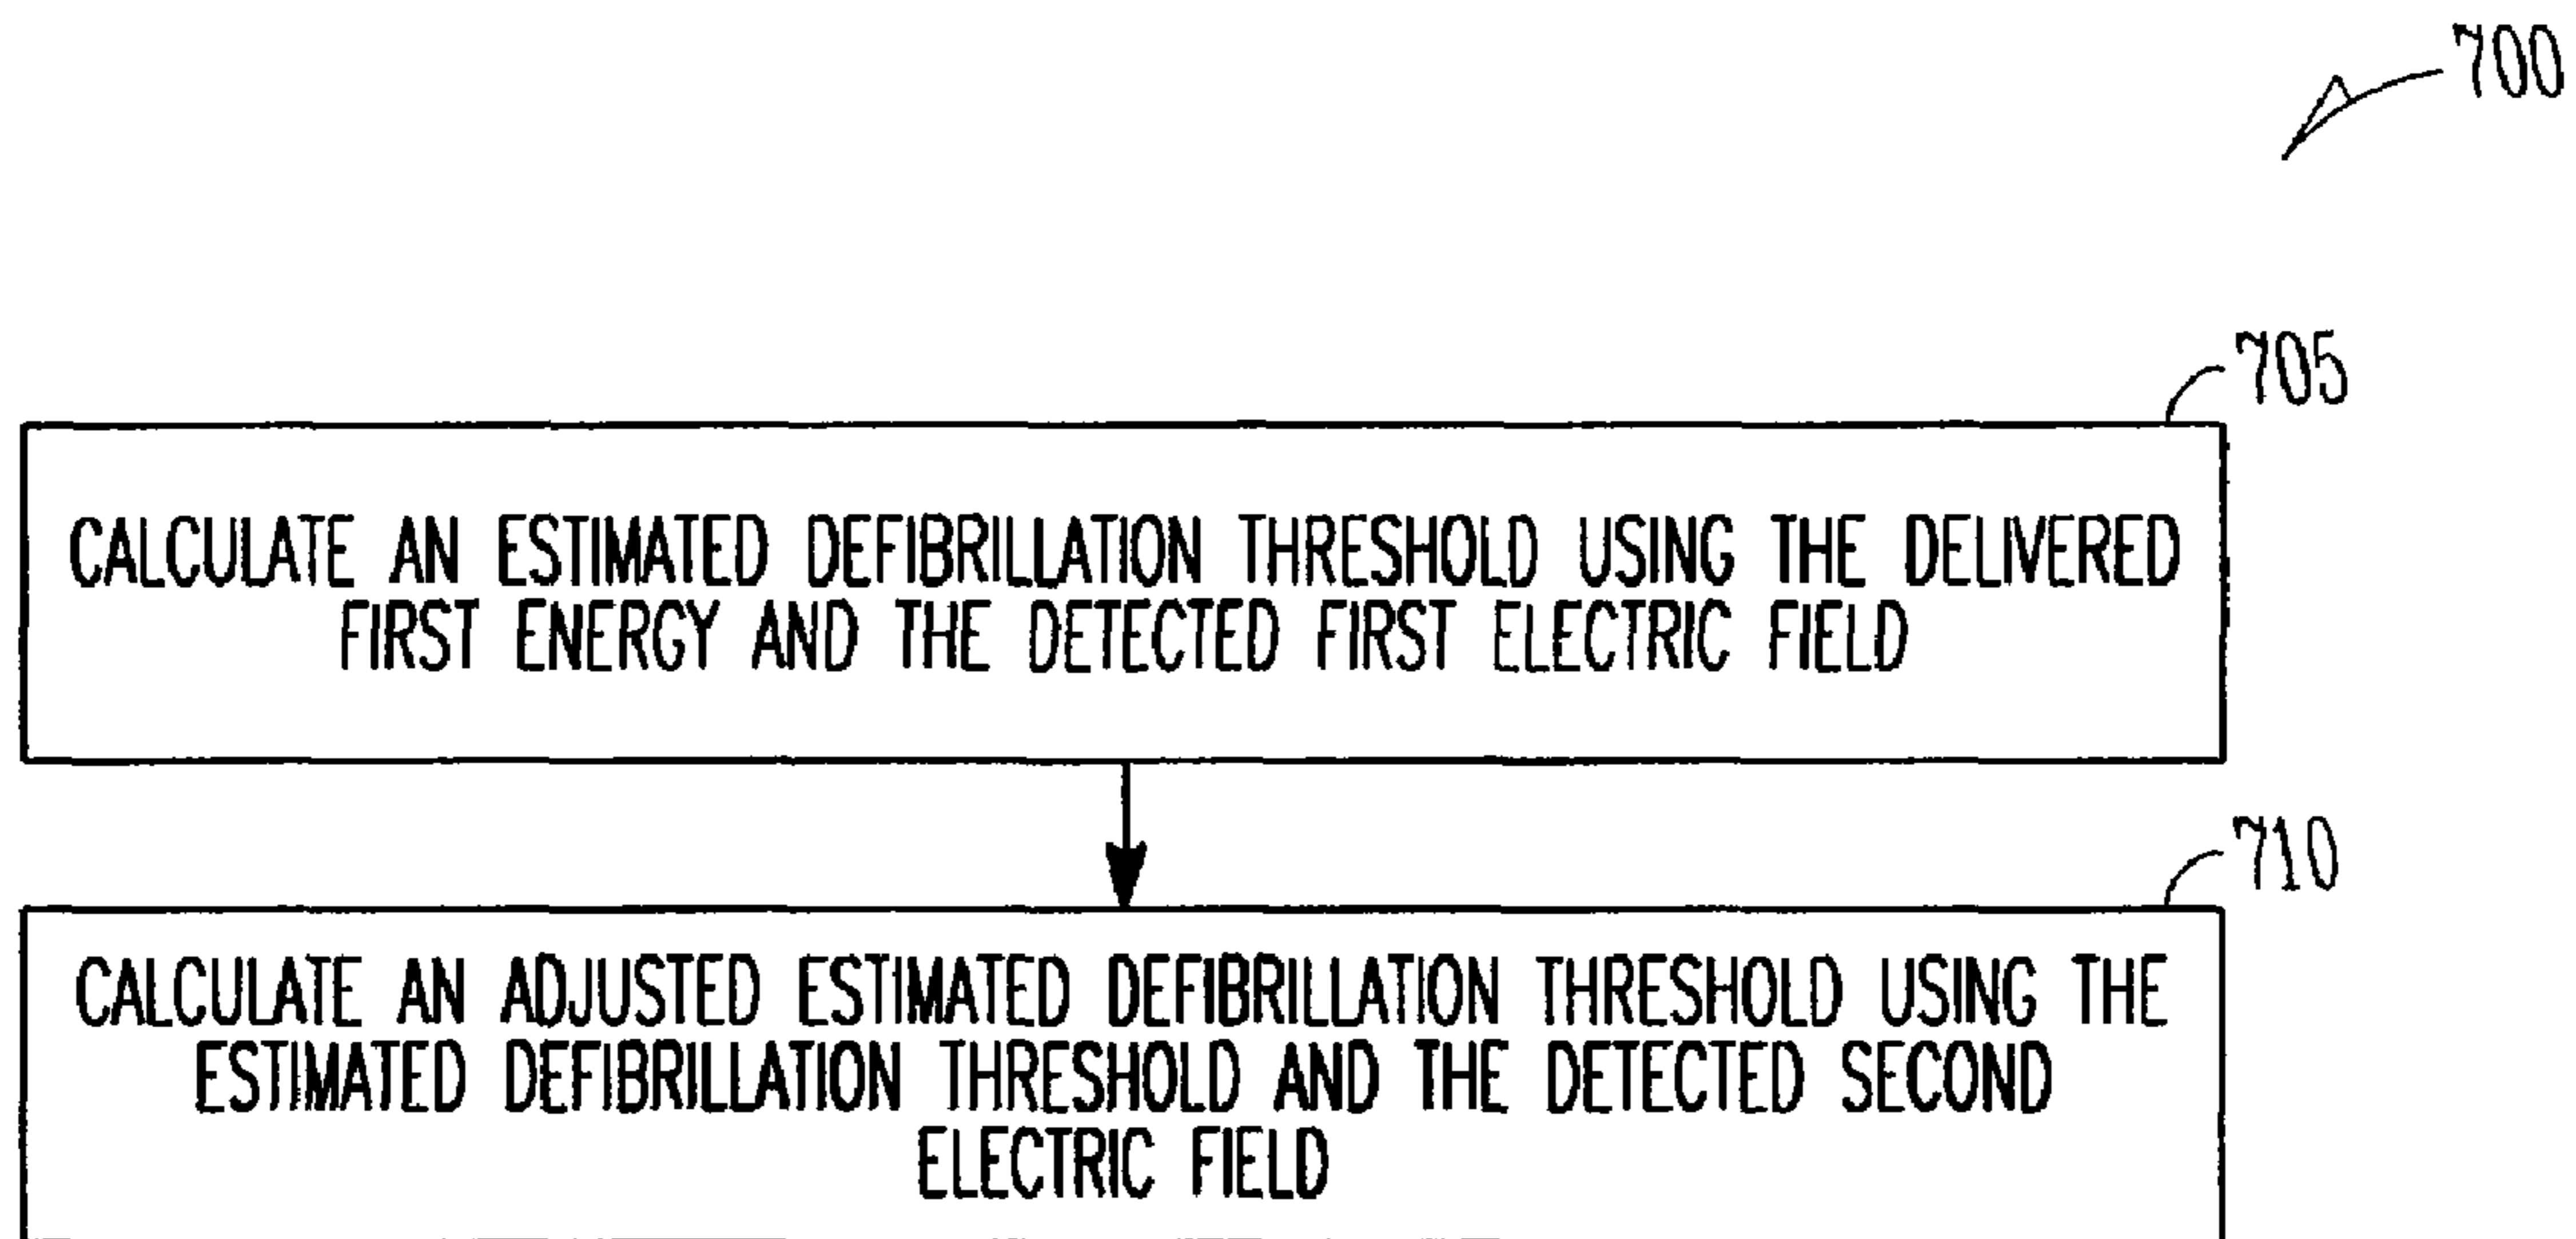 700
705
CALCULATE AN ESTIMATED DEFIBRILLATION THRESHOLD USING THE DELIVERED
FIRST ENERGY AND THE DETECTED FIRST ELECTRIC FIELD
710
CALCULATE AN ADJUSTED ESTIMATED DEFIBRILLATION THRESHOLD USING THE
ESTIMATED DEFIBRILLATION THRESHOLD AND THE DETECTED SECOND
ELECTRIC FIELD